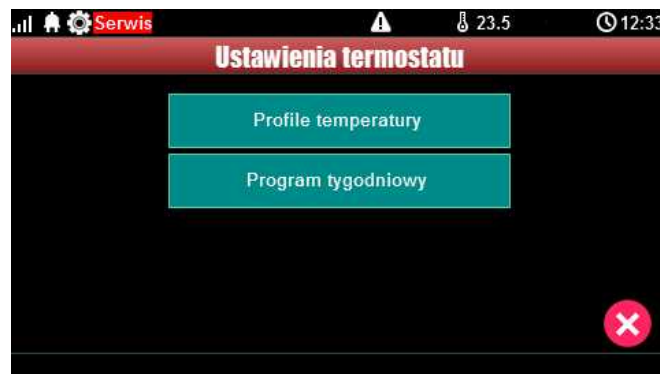 Serwis 23.5 12:33
Ustawienia termostatu
Profile temperatury
Program tygodniowy